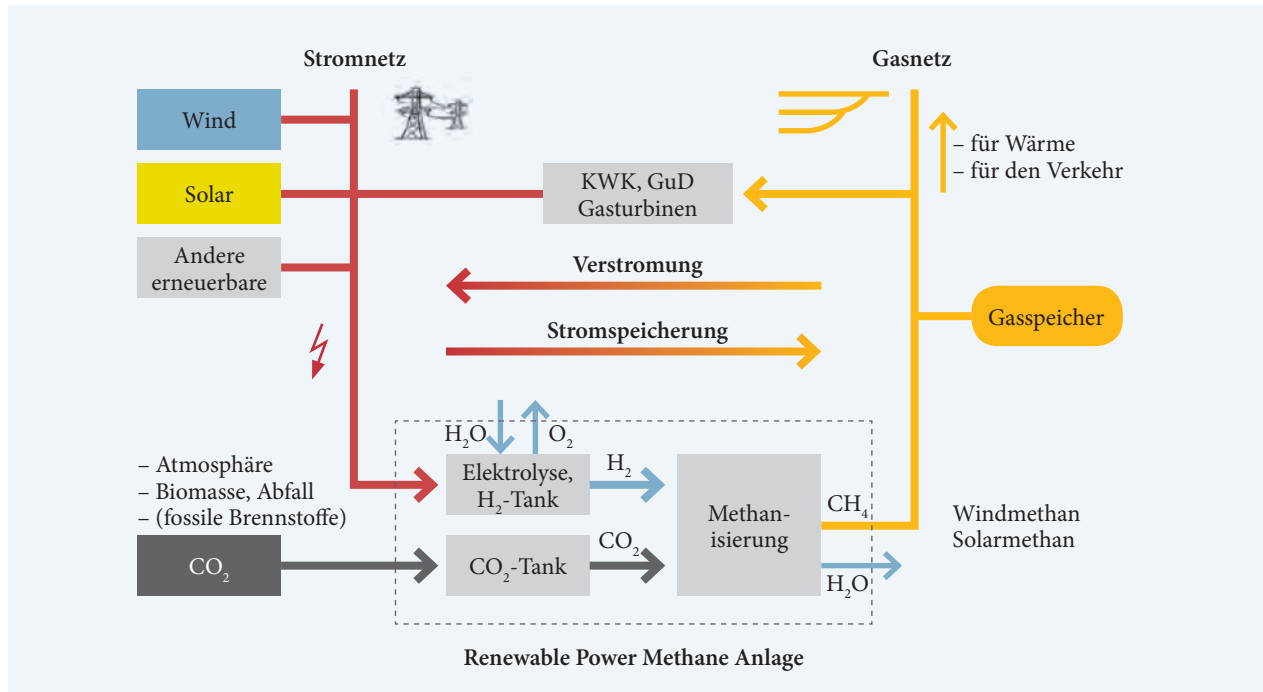 Stromnetz
Gasnetz
Wind
Solar
Andere
erneuerbare
KWK, GuD
Gasturbinen
– für Wärme
– für den Verkehr
Verstromung
Stromspeicherung
Gasspeicher
H₂O
O₂
– Atmosphäre
– Biomasse, Abfall
– (fossile Brennstoffe)
CO₂
Elektrolyse,
H₂-Tank
H₂
CO₂-Tank
CO₂
Methan-
isierung
CH₄
H₂O
Windmethan
Solarmethan
Renewable Power Methane Anlage